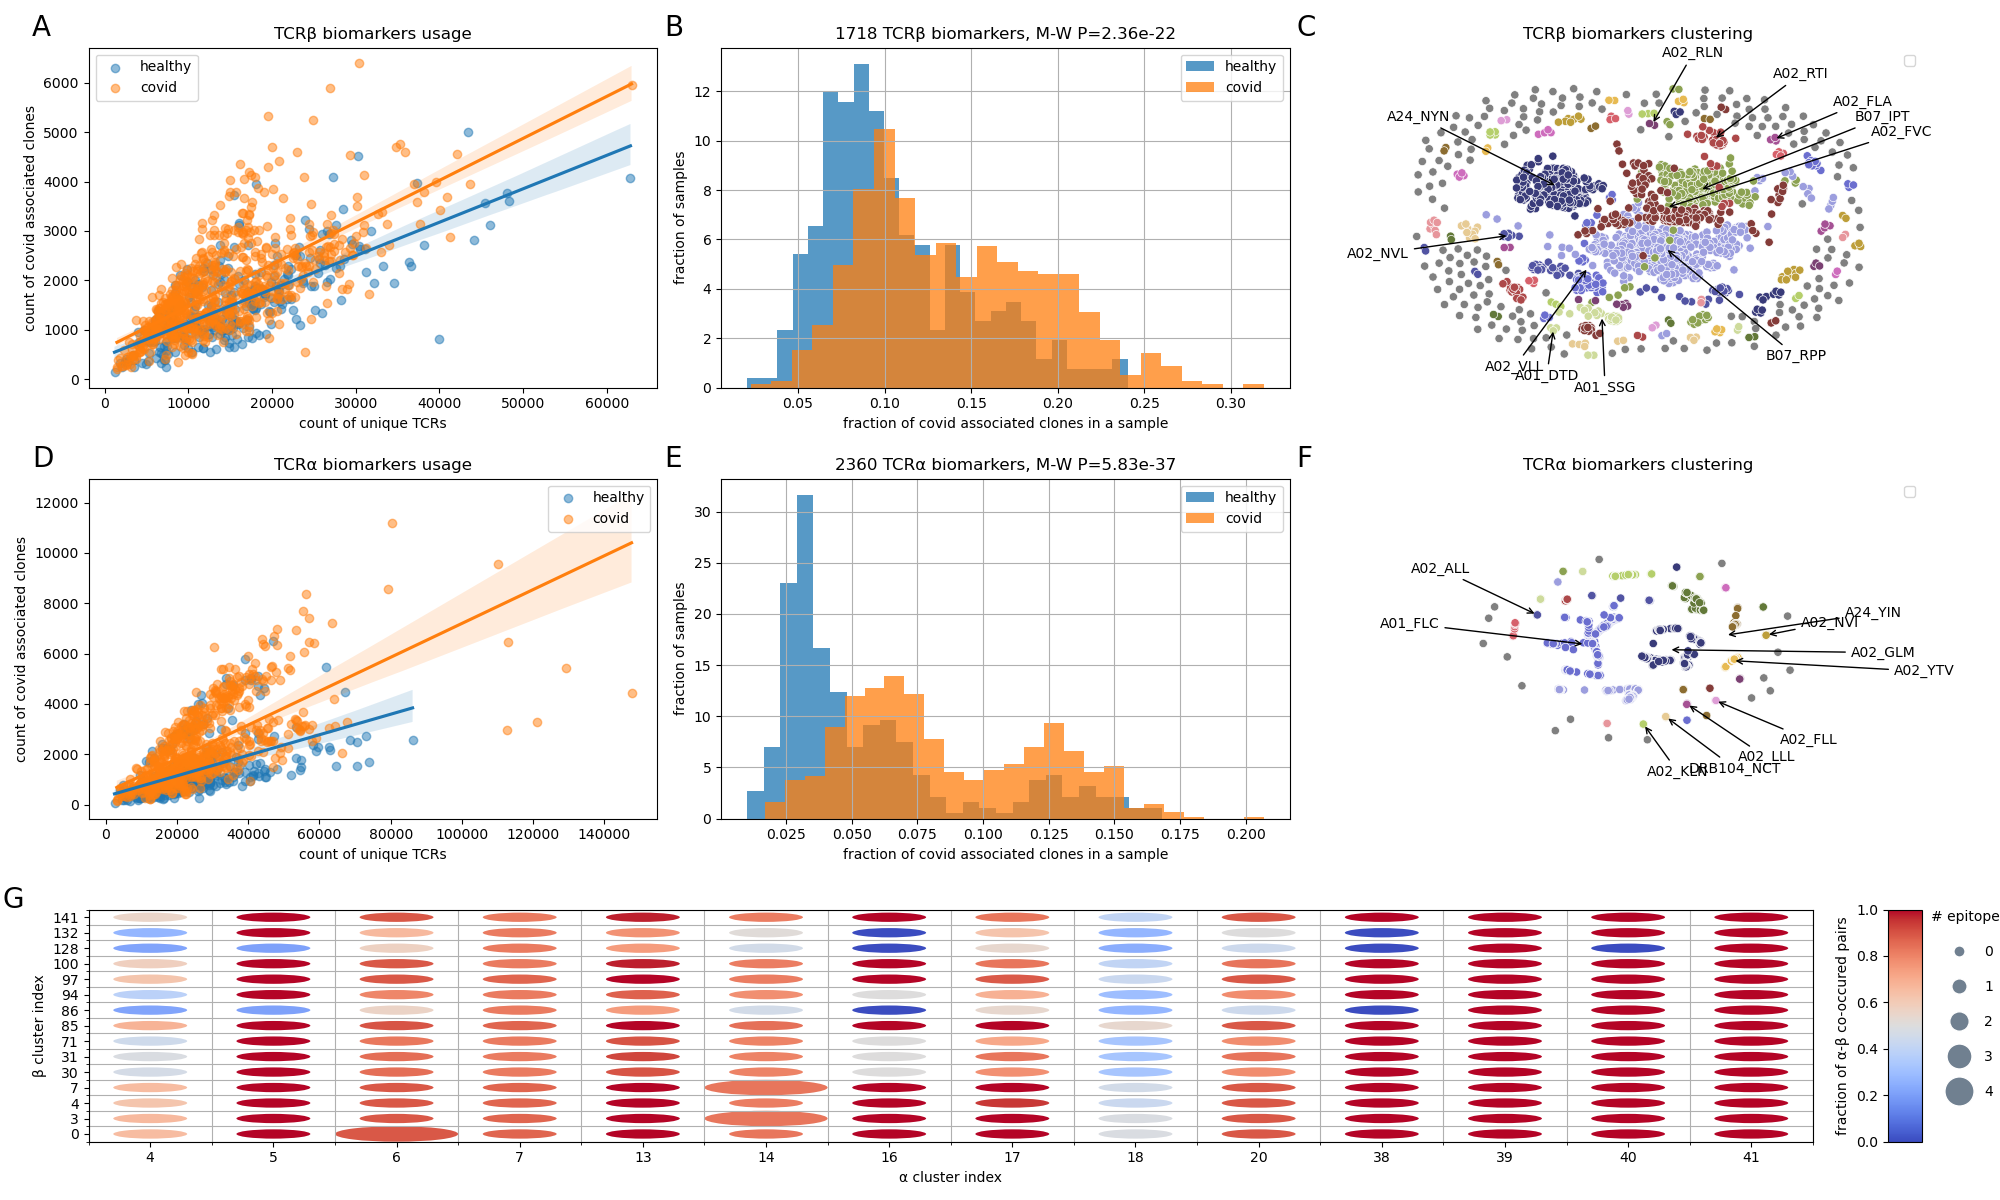 A
TCRβ biomarkers usage
healthy
covid
count of covid associated clones
6000
5000
4000
3000
2000
1000
0
0 10000 20000 30000 40000 50000 60000
count of unique TCRs
B
1718 TCRβ biomarkers, M-W P=2.36e-22
healthy
covid
fraction of samples
12
10
8
6
4
2
0
0.05 0.10 0.15 0.20 0.25 0.30
fraction of covid associated clones in a sample
C
TCRβ biomarkers clustering
A02_RLN
A02_RTI
A02_FLA
B07_IPT
A02_FVC
A24_NYN
A02_NVL
A02_VLL
A01_DTD
A01_SSG
B07_RPP
D
TCRα biomarkers usage
healthy
covid
count of covid associated clones
12000
10000
8000
6000
4000
2000
0
0 20000 40000 60000 80000 100000 120000 140000
count of unique TCRs
E
2360 TCRα biomarkers, M-W P=5.83e-37
healthy
covid
fraction of samples
30
25
20
15
10
5
0
0.025 0.050 0.075 0.100 0.125 0.150 0.175 0.200
fraction of covid associated clones in a sample
F
TCRα biomarkers clustering
A02_ALL
A01_FLC
A24_YIN
A02_NVI
A02_GLM
A02_YTV
A02_FLL
A02_LLL
DRB104_NCT
A02_KLN
G
β cluster index
141
132
128
100
97
94
86
85
71
31
30
7
4
3
0
4 5 6 7 13 14 16 17 18 20 38 39 40 41
α cluster index
fraction of α-β co-occured pairs
1.0
0.8
0.6
0.4
0.2
0.0
# epitope
0
1
2
3
4